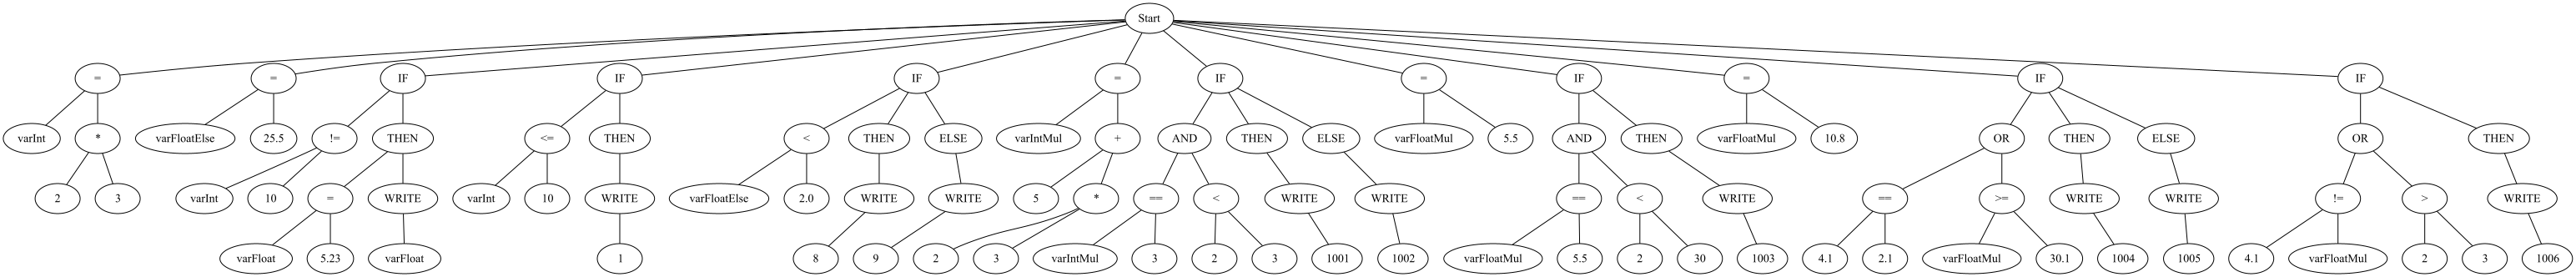 Start
= = IF IF IF = IF = IF = IF IF
varInt * varFloatElse 25.5 != THEN <= THEN < THEN ELSE varIntMul + AND THEN ELSE varFloatMul 5.5 AND THEN varFloatMul 10.8 OR THEN ELSE OR THEN
2 3 varInt 10 = WRITE varInt 10 WRITE varFloatElse 2.0 WRITE WRITE 5 * == < WRITE WRITE == < WRITE == >= WRITE WRITE != > WRITE
varFloat 5.23 varFloat 1 8 9 2 3 varIntMul 3 2 3 1001 1002 varFloatMul 5.5 2 30 1003 4.1 2.1 varFloatMul 30.1 1004 1005 4.1 varFloatMul 2 3 1006